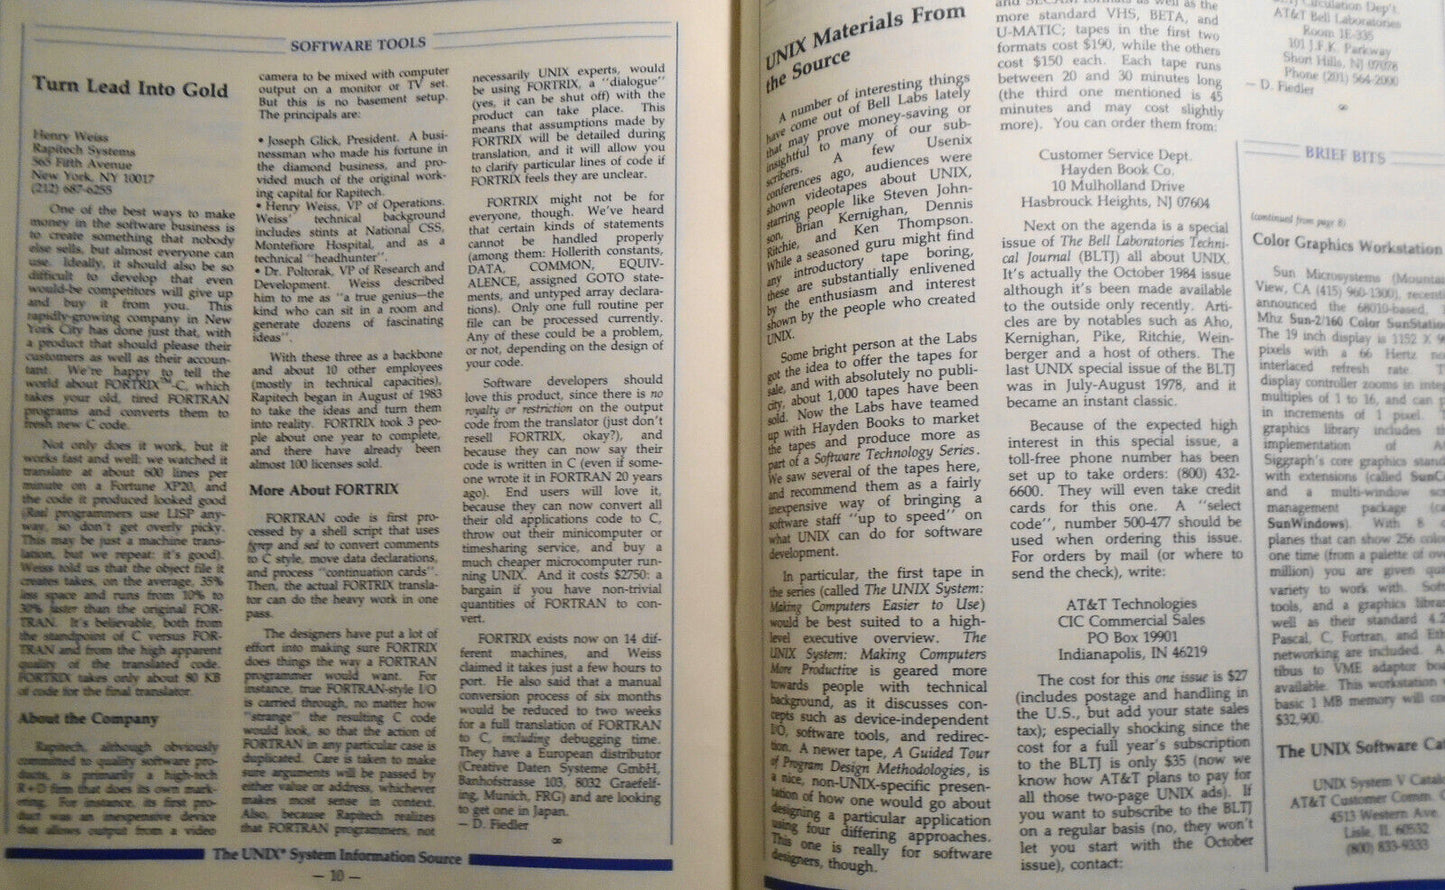 SOFTWARE TOOLS
Turn Lead Into Gold
Henry Weiss
Rapitech Systems
565 Fifth Avenue
New York, NY 10017
(212) 687-6255
One of the best ways to make
money in the software business is
to create something that nobody
else sells, but almost everyone can
use. Ideally, it should also be so
difficult to develop that even
would-be competitors will give up
and buy it from you. This
rapidly-growing company in New
York City has done just that, with
a product that should please their
customers as well as their accoun-
tant. We're happy to tell the
world about FORTRIX™-C, which
takes your old, tired FORTRAN
programs and converts them to
fresh new C code.
Not only does it work, but it
works fast and well: we watched it
translate at about 600 lines per
minute on a Fortune XP20, and
the code it produced looked good
(Real programmers use LISP any-
way, so don't get overly picky.
This may be just a machine trans-
lation, but we repeat: it's good).
Weiss told us that the object file it
creates takes, on the average, 35%
less space and runs from 10% to
30% faster than the original FOR-
TRAN. It's believable, both from
the standpoint of C versus FOR-
TRAN and from the high apparent
quality of the translated code.
FORTRIX takes only about 80 KB
of code for the final translator.
About the Company
Rapitech, although obviously
committed to quality software pro-
ducts, is primarily a high-tech
R+D firm that does its own mark-
eting. For instance, its first pro-
duct was an inexpensive device
that allows output from a video
camera to be mixed with computer
output on a monitor or TV set.
But this is no basement setup.
The principals are:
• Joseph Glick, President. A busi-
nessman who made his fortune in
the diamond business, and pro-
vided much of the original work-
ing capital for Rapitech.
• Henry Weiss, VP of Operations.
Weiss' technical background
includes stints at National CSS,
Montefiore Hospital, and as a
technical "headhunter".
• Dr. Poltorak, VP of Research and
Development. Weiss described
him to me as "a true genius—the
kind who can sit in a room and
generate dozens of fascinating
ideas".
With these three as a backbone
and about 10 other employees
(mostly in technical capacities),
Rapitech began in August of 1983
to take the ideas and turn them
into reality. FORTRIX took 3 peo-
ple about one year to complete,
and there have already been
almost 100 licenses sold.
More About FORTRIX
FORTRAN code is first pro-
cessed by a shell script that uses
fgrep and sed to convert comments
to C style, move data declarations,
and process "continuation cards".
Then, the actual FORTRIX transla-
tor can do the heavy work in one
pass.
The designers have put a lot of
effort into making sure FORTRIX
does things the way a FORTRAN
programmer would want. For
instance, true FORTRAN-style I/O
is carried through, no matter how
"strange" the resulting C code
would look, so that the action of
FORTRAN in any particular case is
duplicated. Care is taken to make
sure arguments will be passed by
either value or address, whichever
makes most sense in context.
Also, because Rapitech realizes
that FORTRAN programmers, not
necessarily UNIX experts, would
be using FORTRIX, a "dialogue"
(yes, it can be shut off) with the
product can take place. This
means that assumptions made by
FORTRIX will be detailed during
translation, and it will allow you
to clarify particular lines of code if
FORTRIX feels they are unclear.
FORTRIX might not be for
everyone, though. We've heard
that certain kinds of statements
cannot be handled properly
(among them: Hollerith constants,
DATA, COMMON, EQUIV-
ALENCE, assigned GOTO state-
ments, and untyped array declara-
tions). Only one full routine per
file can be processed currently.
Any of these could be a problem,
or not, depending on the design of
your code.
Software developers should
love this product, since there is no
royalty or restriction on the output
code from the translator (just don't
resell FORTRIX, okay?), and
because they can now say their
code is written in C (even if some-
one wrote it in FORTRAN 20 years
ago). End users will love it,
because they can now convert all
their old applications code to C,
throw out their minicomputer or
timesharing service, and buy a
much cheaper microcomputer run-
ning UNIX. And it costs $2750: a
bargain if you have non-trivial
quantities of FORTRAN to con-
vert.
FORTRIX exists now on 14 dif-
ferent machines, and Weiss
claimed it takes just a few hours to
port. He also said that a manual
conversion process of six months
would be reduced to two weeks
for a full translation of FORTRAN
to C, including debugging time.
They have a European distributor
(Creative Daten Systeme GmbH,
Banhofstrasse 103, 8032 Graefelf-
ing, Munich, FRG) and are looking
to get one in Japan.
— D. Fiedler
∞
The UNIX® System Information Source
— 10 —
UNIX Materials From
the Source
A number of interesting things
have come out of Bell Labs lately
that may prove money-saving or
insightful to many of our sub-
scribers. A few Usenix
conferences ago, audiences were
shown videotapes about UNIX,
starring people like Steven John-
son, Brian Kernighan, Dennis
Ritchie, and Ken Thompson.
While a seasoned guru might find
any introductory tape boring,
these are substantially enlivened
by the enthusiasm and interest
shown by the people who created
UNIX.
Some bright person at the Labs
got the idea to offer the tapes for
sale, and with absolutely no publi-
city, about 1,000 tapes have been
sold. Now the Labs have teamed
up with Hayden Books to market
the tapes and produce more as
part of a Software Technology Series.
We saw several of the tapes here,
and recommend them as a fairly
inexpensive way of bringing a
software staff "up to speed" on
what UNIX can do for software
development.
In particular, the first tape in
the series (called The UNIX System:
Making Computers Easier to Use)
would be best suited to a high-
level executive overview. The
UNIX System: Making Computers
More Productive is geared more
towards people with technical
background, as it discusses con-
cepts such as device-independent
I/O, software tools, and redirec-
tion. A newer tape, A Guided Tour
of Program Design Methodologies, is
a nice, non-UNIX-specific presen-
tation of how one would go about
designing a particular application
using four differing approaches.
This one is really for software
designers, though.
and SECAM formats as well as the
more standard VHS, BETA, and
U-MATIC; tapes in the first two
formats cost $190, while the others
cost $150 each. Each tape runs
between 20 and 30 minutes long
(the third one mentioned is 45
minutes and may cost slightly
more). You can order them from:
Customer Service Dept.
Hayden Book Co.
10 Mulholland Drive
Hasbrouck Heights, NJ 07604
Next on the agenda is a special
issue of The Bell Laboratories Techni-
cal Journal (BLTJ) all about UNIX.
It's actually the October 1984 issue
although it's been made available
to the outside only recently. Arti-
cles are by notables such as Aho,
Kernighan, Pike, Ritchie, Wein-
berger and a host of others. The
last UNIX special issue of the BLTJ
was in July-August 1978, and it
became an instant classic.
Because of the expected high
interest in this special issue, a
toll-free phone number has been
set up to take orders: (800) 432-
6600. They will even take credit
cards for this one. A "select
code", number 500-477 should be
used when ordering this issue.
For orders by mail (or where to
send the check), write:
AT&T Technologies
CIC Commercial Sales
PO Box 19901
Indianapolis, IN 46219
The cost for this one issue is $27
(includes postage and handling in
the U.S., but add your state sales
tax); especially shocking since the
cost for a full year's subscription
to the BLTJ is only $35 (now we
know how AT&T plans to pay for
all those two-page UNIX ads). If
you want to subscribe to the BLTJ
on a regular basis (no, they won't
let you start with the October
issue), contact:
Circulation Dep't.
AT&T Bell Laboratories
Room 1E-335
101 J.F.K. Parkway
Short Hills, NJ 07078
Phone (201) 564-2000
— D. Fiedler
∞
BRIEF BITS
(continued from page 8)
Color Graphics Workstation
Sun Microsystems (Mountai
View, CA (415) 960-1300), recent
announced the 68010-based,
Mhz Sun-2/160 Color SunStation
The 19 inch display is 1152 X 9
pixels with a 66 Hertz no
interlaced refresh rate. T
display controller zooms in integ
multiples of 1 to 16, and can p
in increments of 1 pixel.
graphics library includes th
implementation of A
Siggraph's core graphics stand
with extensions (called SunC
and a multi-window scr
management package (ca
SunWindows). With 8
planes that can show 256 colo
one time (from a palette of ov
million) you are given quit
variety to work with. Soft
tools, and a graphics libra
well as their standard 4.2
Pascal, C, Fortran, and Eth
networking are included. A
tibus to VME adaptor boa
available. This workstation
basic 1 MB memory will co
$32,900.
The UNIX Software Ca
UNIX System V Catal
AT&T Customer Comm.
4513 Western Ave.
Lisle, IL 60532
(800) 833-9333